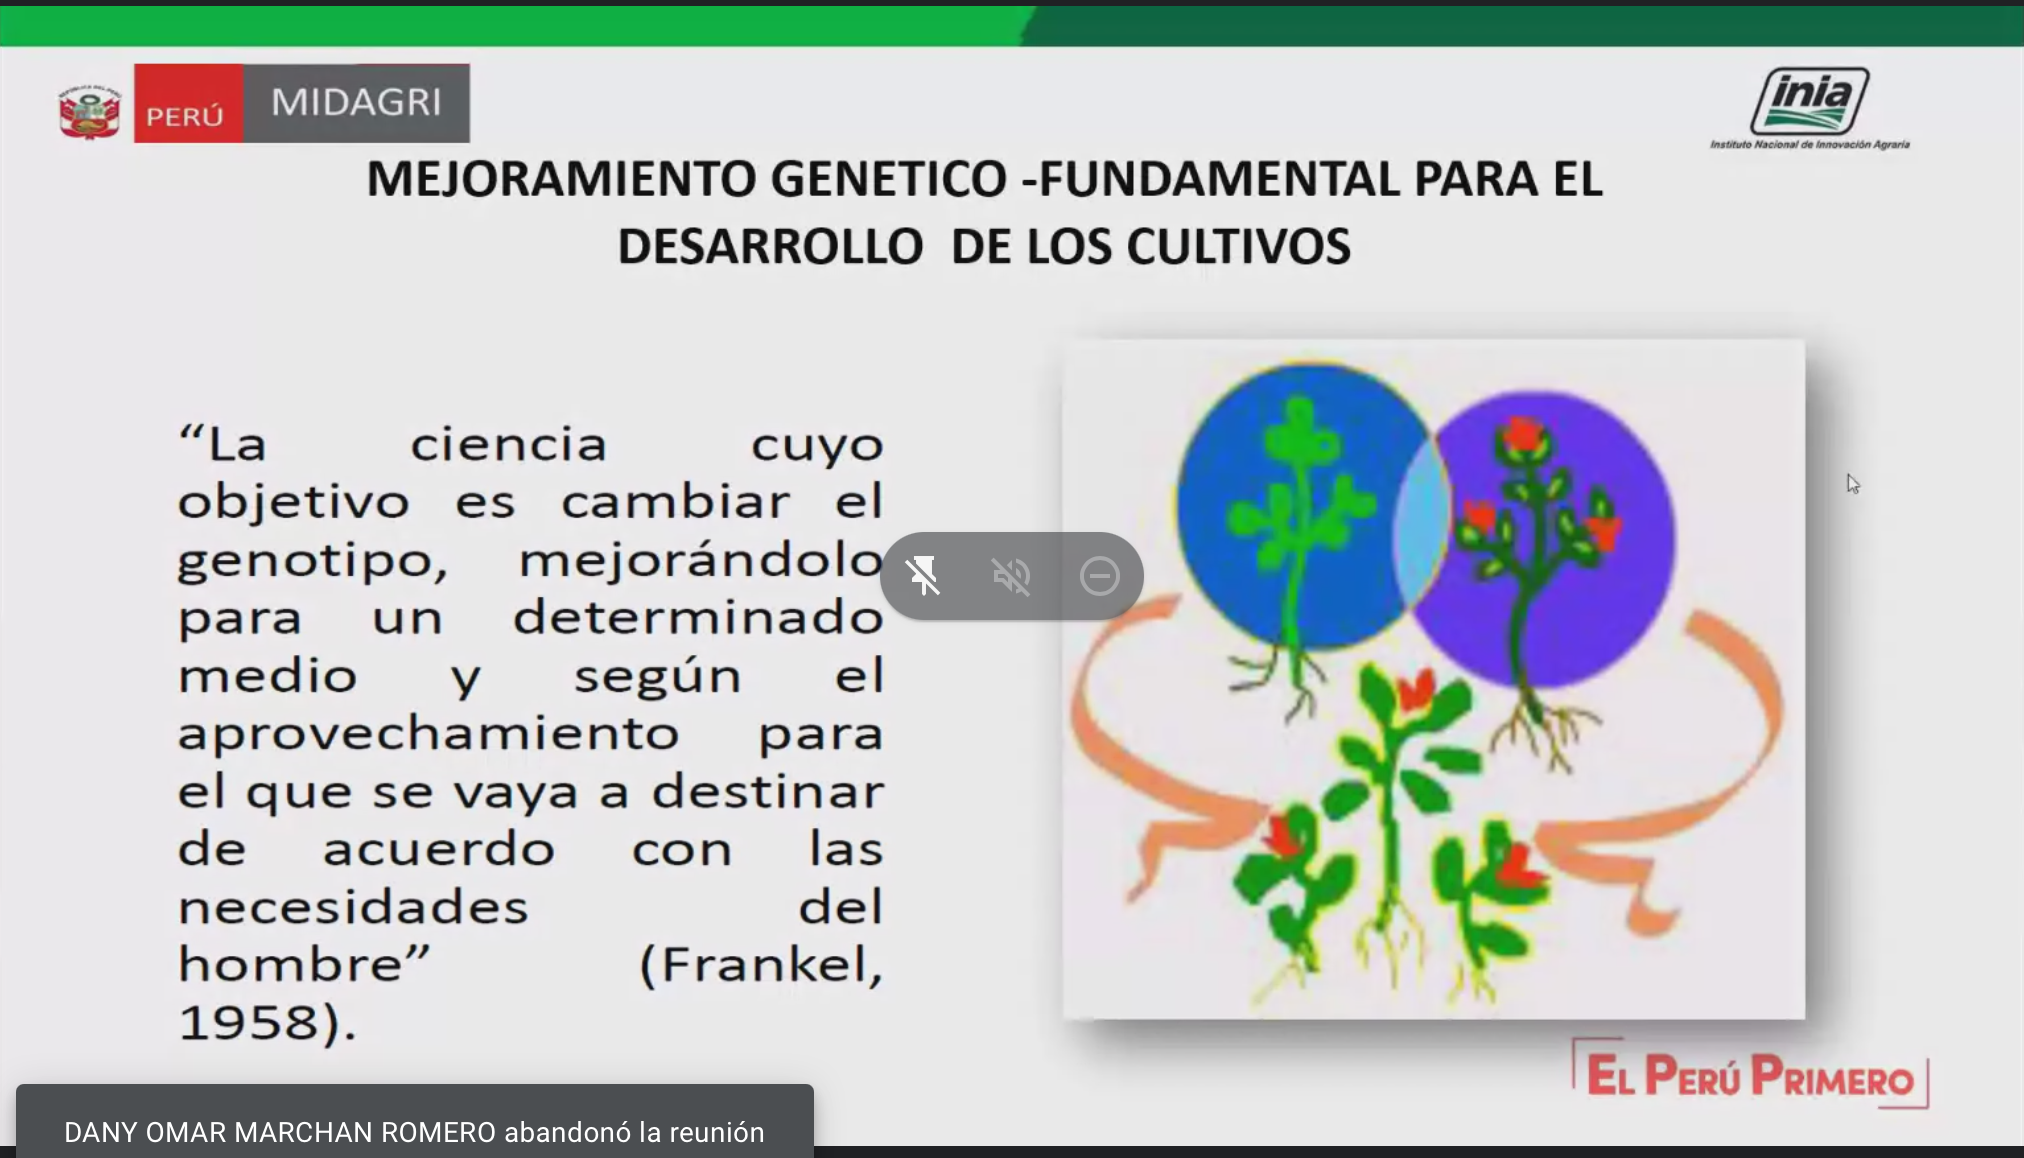 PERÚ
MIDAGRI
inia
Instituto Nacional de Innovación Agraria
MEJORAMIENTO GENETICO -FUNDAMENTAL PARA EL
DESARROLLO DE LOS CULTIVOS
“La ciencia cuyo
objetivo es cambiar el
genotipo, mejorándolo
para un determinado
medio y según el
aprovechamiento para
el que se vaya a destinar
de acuerdo con las
necesidades del
hombre” (Frankel,
1958).
EL PERÚ PRIMERO
DANY OMAR MARCHAN ROMERO abandonó la reunión